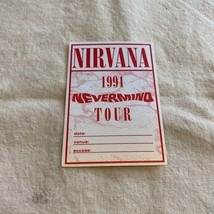 NIRVANA
1991
NEVERMIND
TOUR
date:
venue:
access: